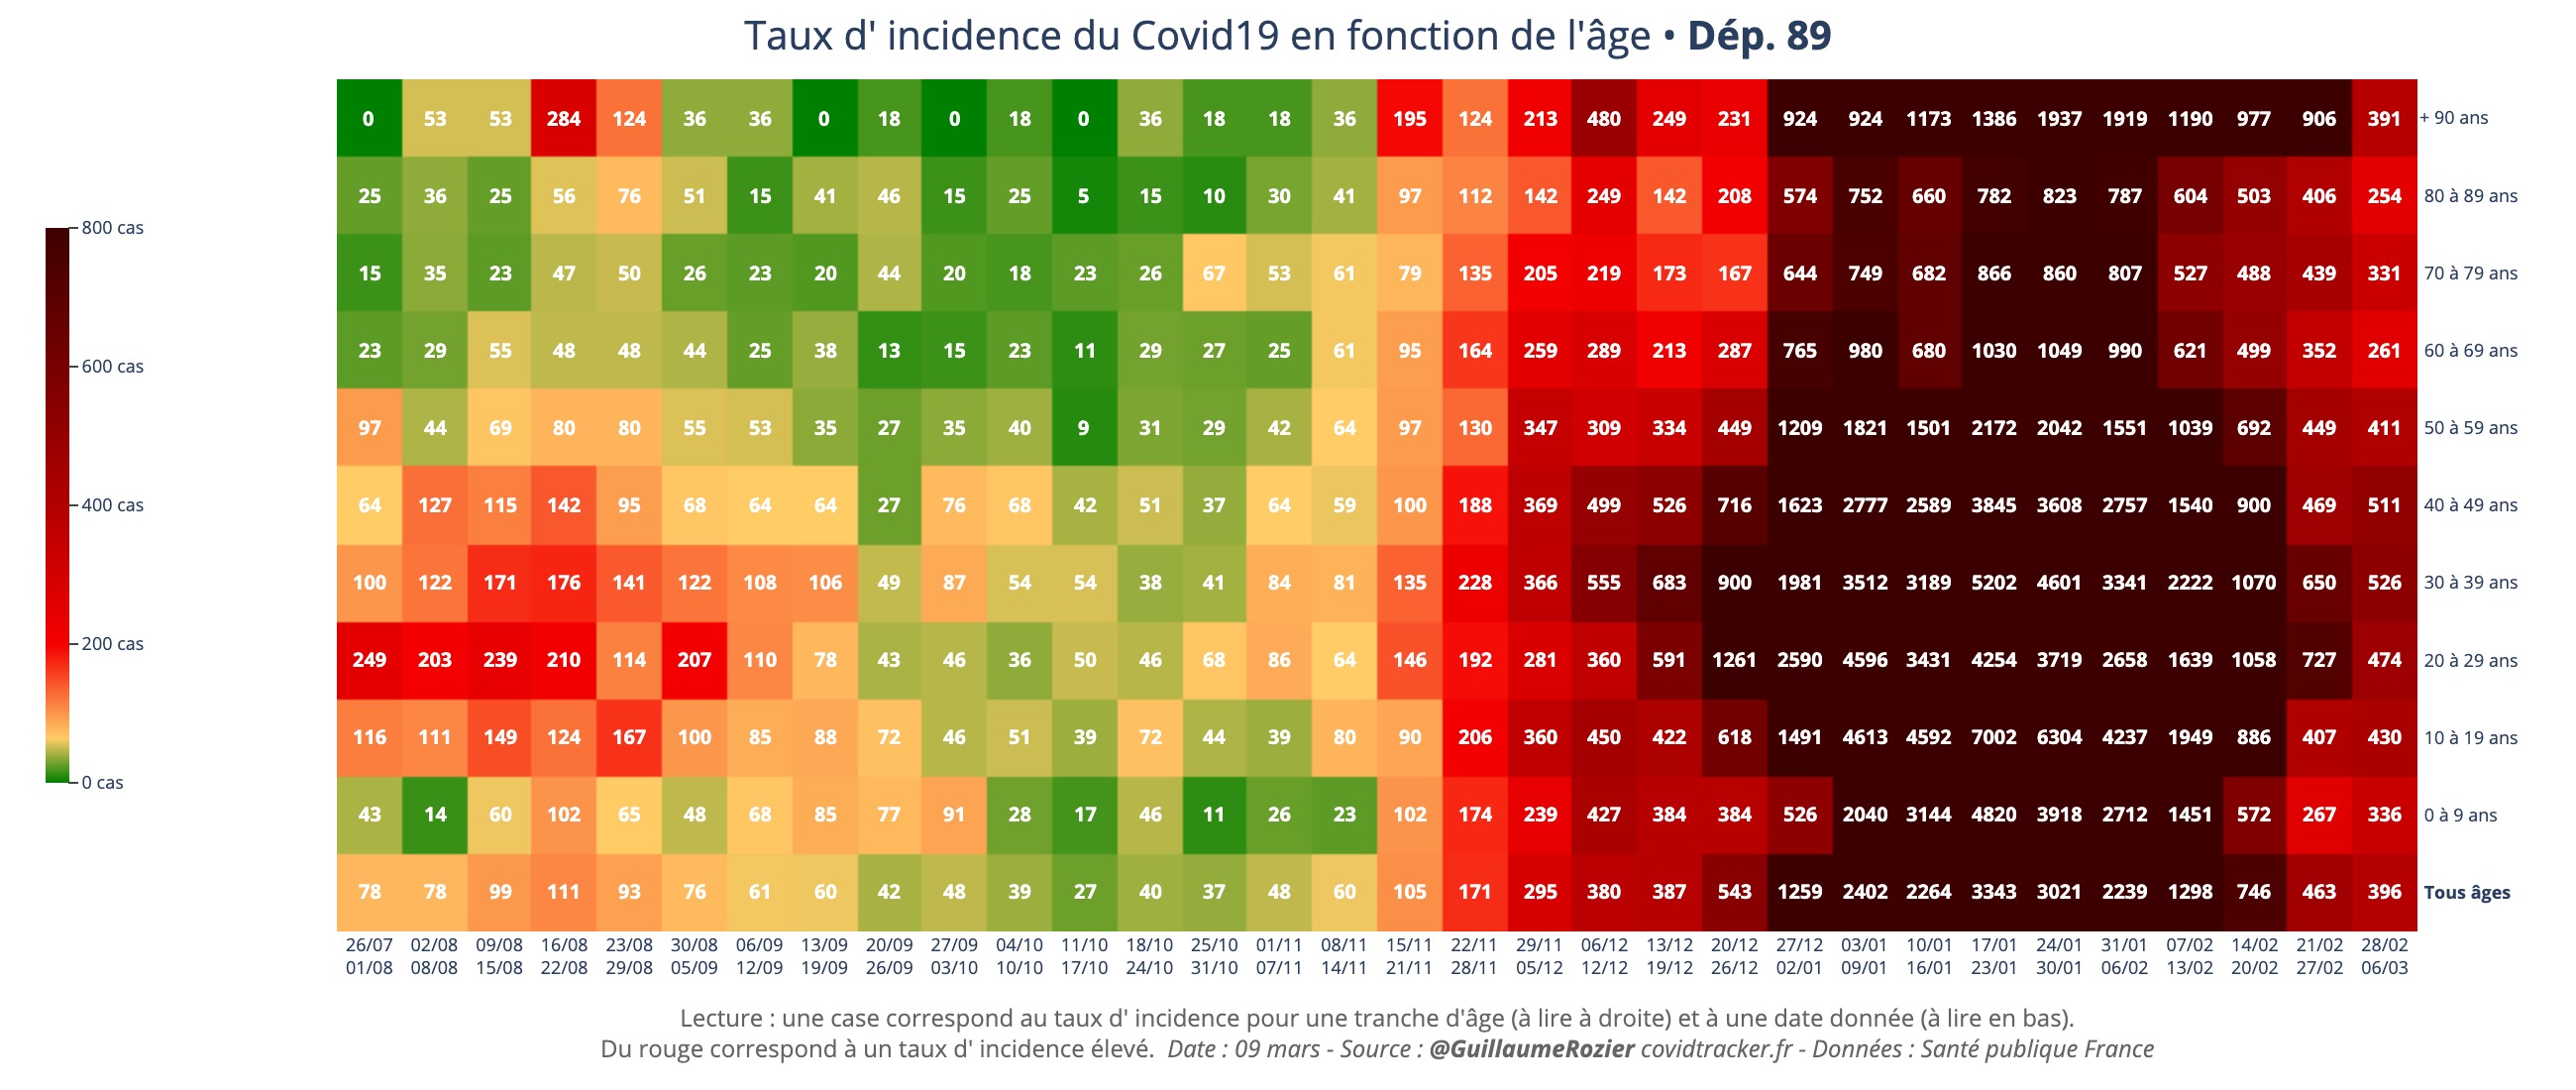 Taux d' incidence du Covid19 en fonction de l'âge • Dép. 89
800 cas
600 cas
400 cas
200 cas
0 cas
0 53 53 284 124 36 36 0 18 0 18 0 36 18 18 36 195 124 213 480 249 231 924 924 1173 1386 1937 1919 1190 977 906 391 + 90 ans
25 36 25 56 76 51 15 41 46 15 25 5 15 10 30 41 97 112 142 249 142 208 574 752 660 782 823 787 604 503 406 254 80 à 89 ans
15 35 23 47 50 26 23 20 44 20 18 23 26 67 53 61 79 135 205 219 173 167 644 749 682 866 860 807 527 488 439 331 70 à 79 ans
23 29 55 48 48 44 25 38 13 15 23 11 29 27 25 61 95 164 259 289 213 287 765 980 680 1030 1049 990 621 499 352 261 60 à 69 ans
97 44 69 80 80 55 53 35 27 35 40 9 31 29 42 64 97 130 347 309 334 449 1209 1821 1501 2172 2042 1551 1039 692 449 411 50 à 59 ans
64 127 115 142 95 68 64 64 27 76 68 42 51 37 64 59 100 188 369 499 526 716 1623 2777 2589 3845 3608 2757 1540 900 469 511 40 à 49 ans
100 122 171 176 141 122 108 106 49 87 54 54 38 41 84 81 135 228 366 555 683 900 1981 3512 3189 5202 4601 3341 2222 1070 650 526 30 à 39 ans
249 203 239 210 114 207 110 78 43 46 36 50 46 68 86 64 146 192 281 360 591 1261 2590 4596 3431 4254 3719 2658 1639 1058 727 474 20 à 29 ans
116 111 149 124 167 100 85 88 72 46 51 39 72 44 39 80 90 206 360 450 422 618 1491 4613 4592 7002 6304 4237 1949 886 407 430 10 à 19 ans
43 14 60 102 65 48 68 85 77 91 28 17 46 11 26 23 102 174 239 427 384 384 526 2040 3144 4820 3918 2712 1451 572 267 336 0 à 9 ans
78 78 99 111 93 76 61 60 42 48 39 27 40 37 48 60 105 171 295 380 387 543 1259 2402 2264 3343 3021 2239 1298 746 463 396 Tous âges
26/07 02/08 09/08 16/08 23/08 30/08 06/09 13/09 20/09 27/09 04/10 11/10 18/10 25/10 01/11 08/11 15/11 22/11 29/11 06/12 13/12 20/12 27/12 03/01 10/01 17/01 24/01 31/01 07/02 14/02 21/02 28/02
01/08 08/08 15/08 22/08 29/08 05/09 12/09 19/09 26/09 03/10 10/10 17/10 24/10 31/10 07/11 14/11 21/11 28/11 05/12 12/12 19/12 26/12 02/01 09/01 16/01 23/01 30/01 06/02 13/02 20/02 27/02 06/03
Lecture : une case correspond au taux d' incidence pour une tranche d'âge (à lire à droite) et à une date donnée (à lire en bas).
Du rouge correspond à un taux d' incidence élevé. Date : 09 mars - Source : @GuillaumeRozier covidtracker.fr - Données : Santé publique France